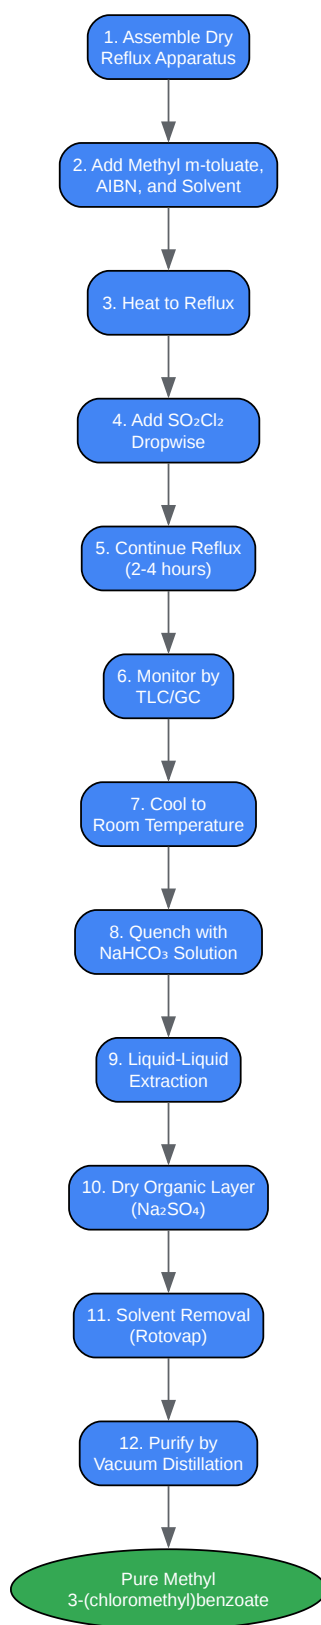 1. Assemble Dry
Reflux Apparatus
2. Add Methyl m-toluate,
AIBN, and Solvent
3. Heat to Reflux
4. Add SO₂Cl₂
Dropwise
5. Continue Reflux
(2-4 hours)
6. Monitor by
TLC/GC
7. Cool to
Room Temperature
8. Quench with
NaHCO₃ Solution
9. Liquid-Liquid
Extraction
10. Dry Organic Layer
(Na₂SO₄)
11. Solvent Removal
(Rotovap)
12. Purify by
Vacuum Distillation
Pure Methyl
3-(chloromethyl)benzoate